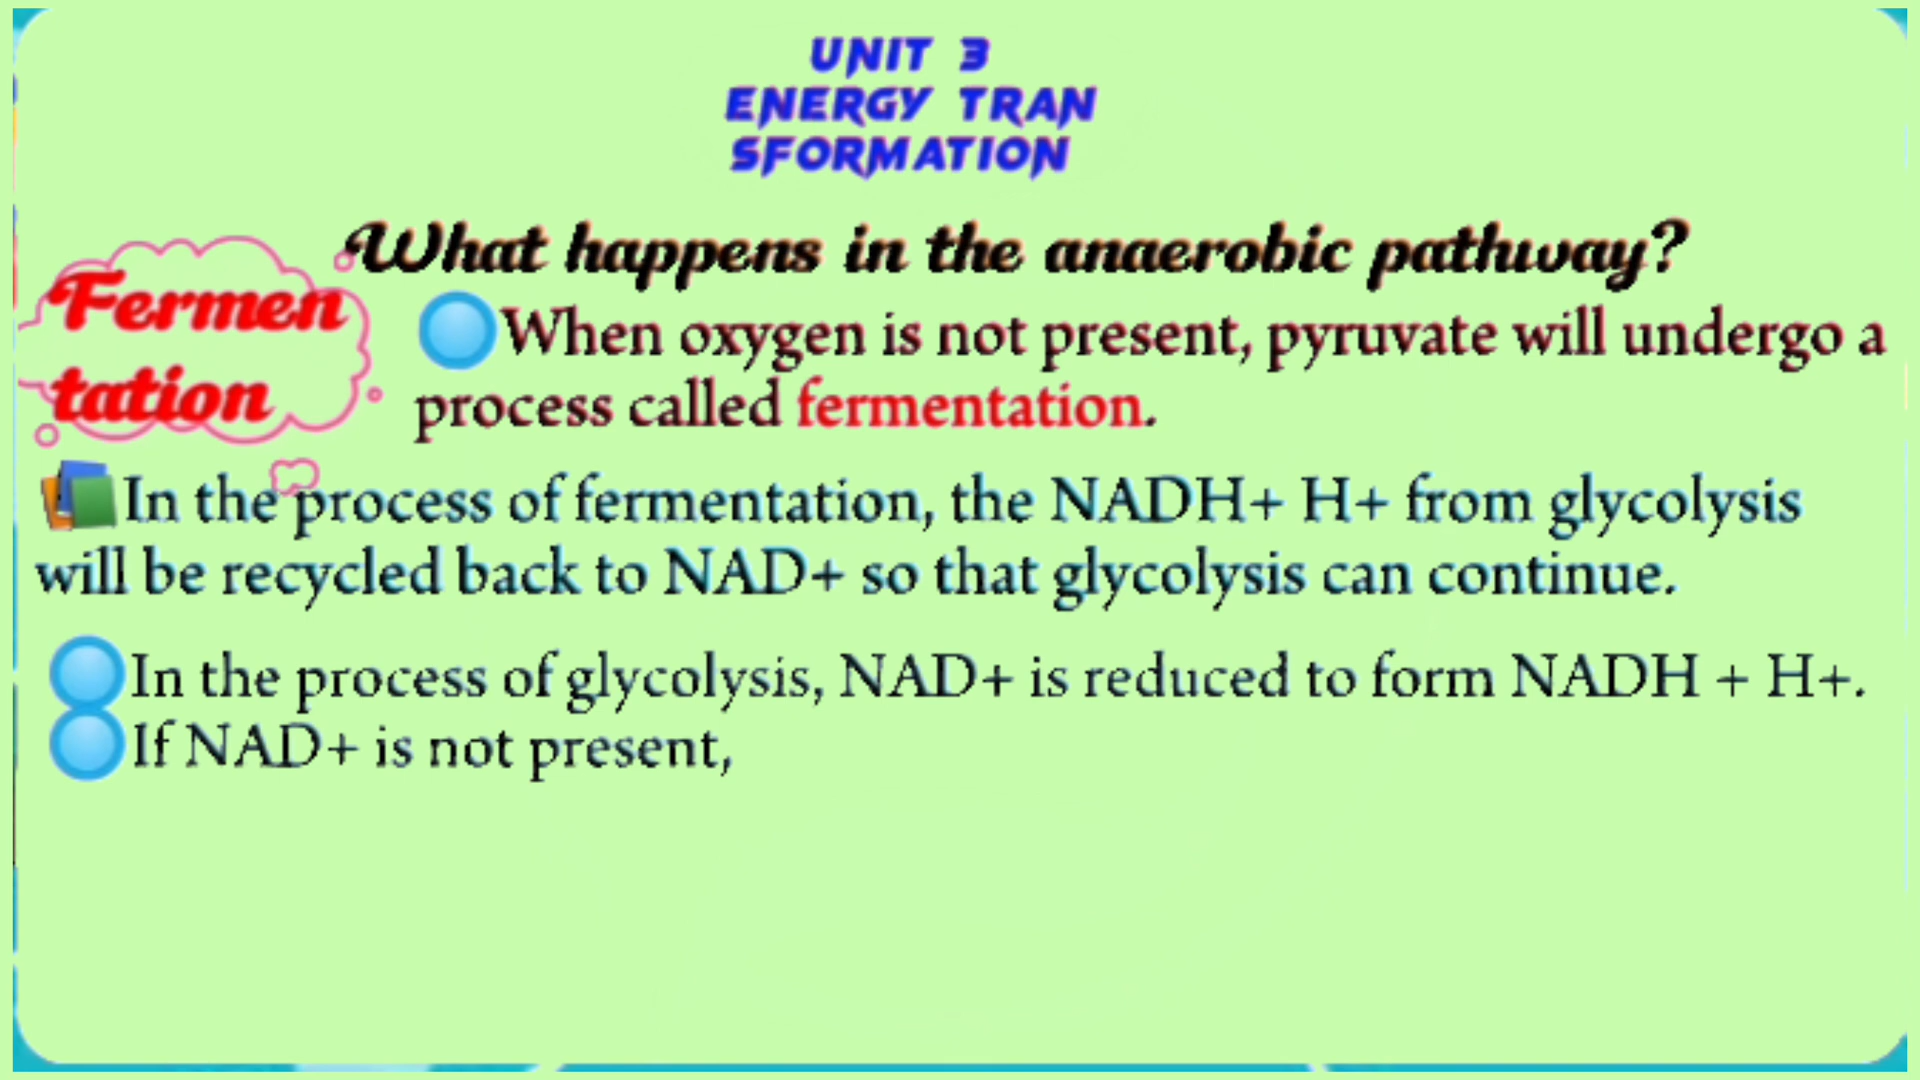 UNIT 3
ENERGY TRAN
SFORMATION
What happens in the anaerobic pathway?
Fermen
tation
When oxygen is not present, pyruvate will undergo a
process called fermentation.
In the process of fermentation, the NADH+ H+ from glycolysis
will be recycled back to NAD+ so that glycolysis can continue.
In the process of glycolysis, NAD+ is reduced to form NADH + H+.
If NAD+ is not present,